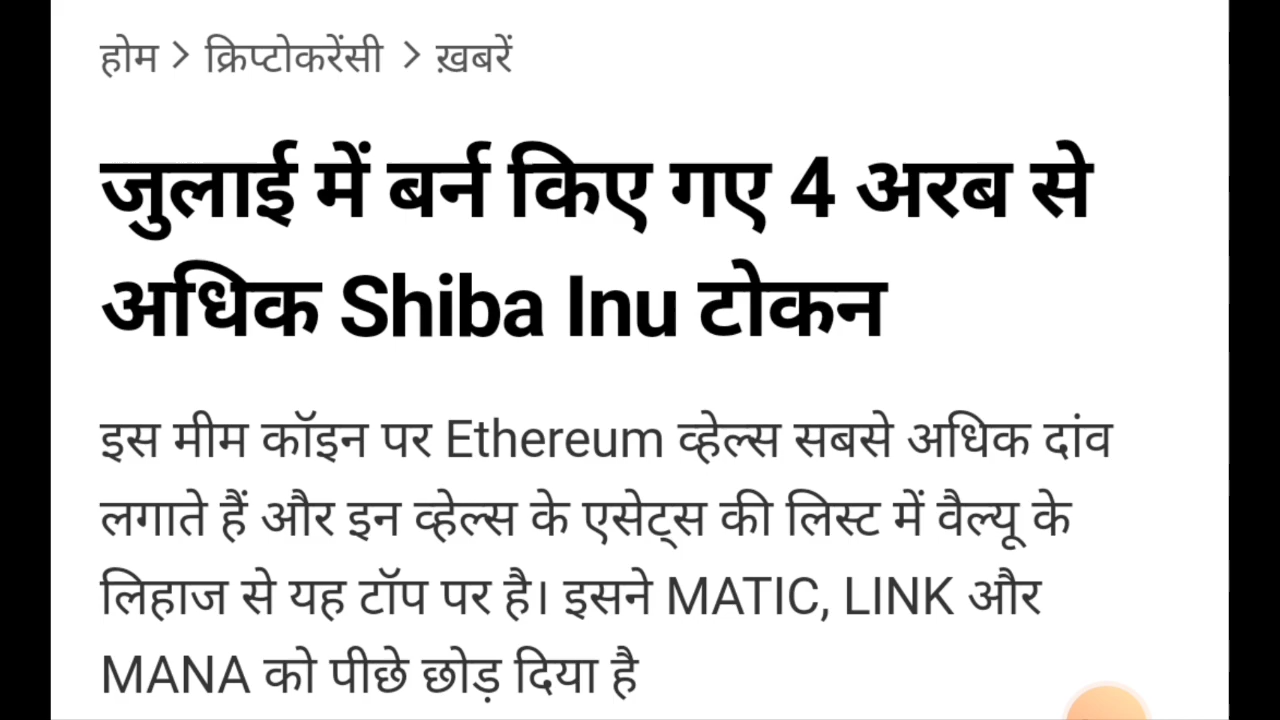 होम > क्रिप्टोकरेंसी > ख़बरें
जुलाई में बर्न किए गए 4 अरब से
अधिक Shiba Inu टोकन
इस मीम कॉइन पर Ethereum व्हेल्स सबसे अधिक दांव
लगाते हैं और इन व्हेल्स के एसेट्स की लिस्ट में वैल्यू के
लिहाज से यह टॉप पर है। इसने MATIC, LINK और
MANA को पीछे छोड़ दिया है